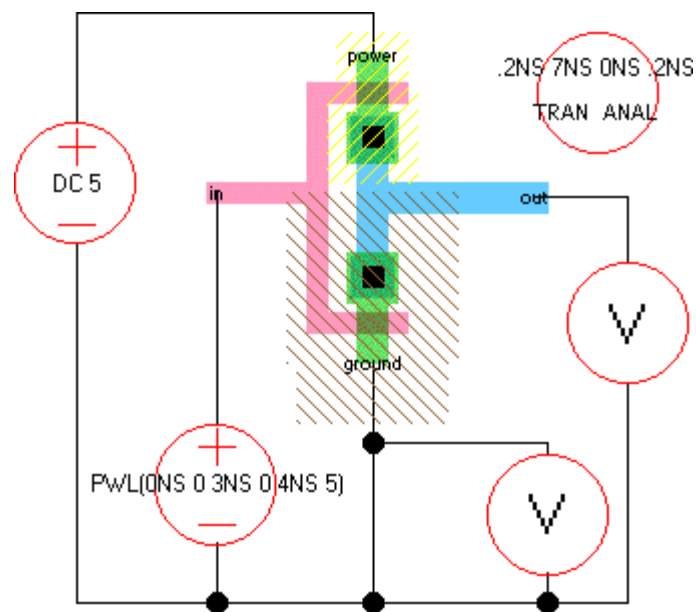 power
.2NS 7NS 0NS .2NS
TRAN ANAL
DC 5
in
out
ground
PWL(0NS 0 3NS 0 4NS 5)
V
V